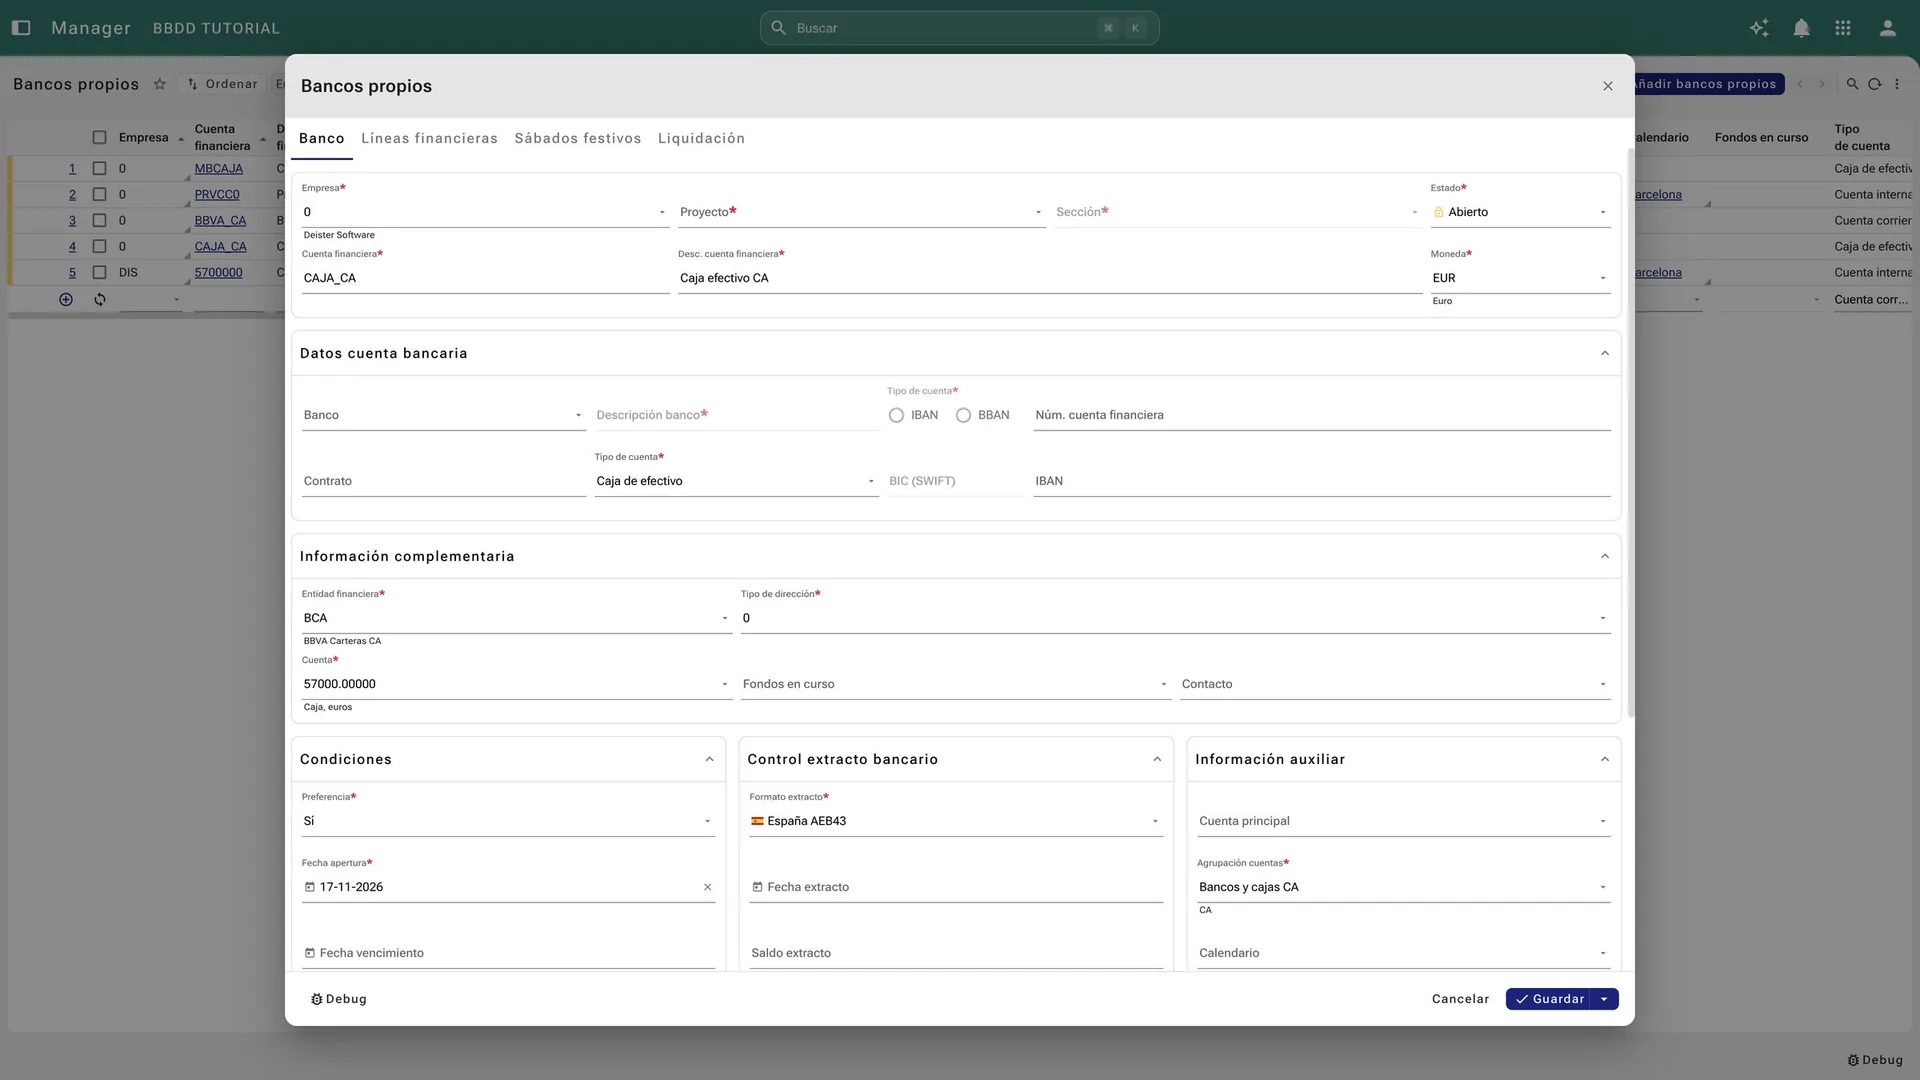 Manager
BBDD TUTORIAL
Buscar
⌘ K
Bancos propios
Ordenar
Bancos propios
Añadir bancos propios
Empresa
Cuenta financiera
Calendario
Fondos en curso
Tipo de cuenta
1 0 MBCAJA Caja de efectiv
2 0 PRVCC0 arcelona Cuenta interna
3 0 BBVA_CA Cuenta corrier
4 0 CAJA_CA Caja de efectiv
5 DIS 5700000 arcelona Cuenta interna
Cuenta corr...
Banco
Líneas financieras
Sábados festivos
Liquidación
Empresa*
0
Deister Software
Proyecto*
Sección*
Estado*
Abierto
Cuenta financiera*
CAJA_CA
Desc. cuenta financiera*
Caja efectivo CA
Moneda*
EUR
Euro
Datos cuenta bancaria
Banco
Descripción banco*
Tipo de cuenta*
IBAN
BBAN
Núm. cuenta financiera
Contrato
Tipo de cuenta*
Caja de efectivo
BIC (SWIFT)
IBAN
Información complementaria
Entidad financiera*
BCA
BBVA Carteras CA
Tipo de dirección*
0
Cuenta*
57000.00000
Caja, euros
Fondos en curso
Contacto
Condiciones
Preferencia*
Sí
Fecha apertura*
17-11-2026
Fecha vencimiento
Control extracto bancario
Formato extracto*
España AEB43
Fecha extracto
Saldo extracto
Información auxiliar
Cuenta principal
Agrupación cuentas*
Bancos y cajas CA
CA
Calendario
Debug
Cancelar
Guardar
Debug